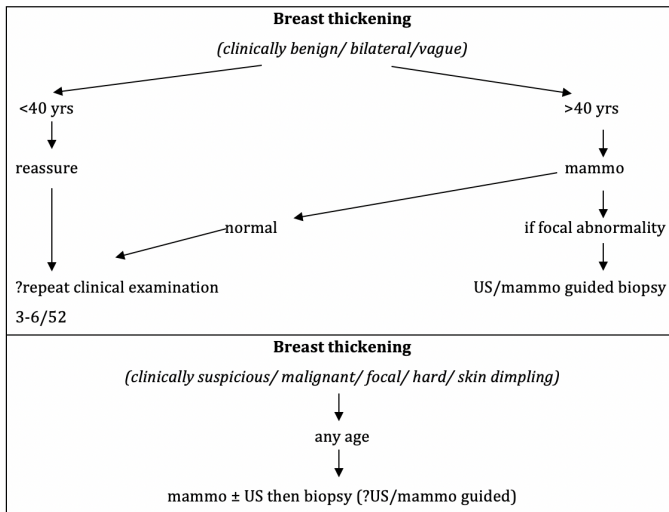 Breast thickening
(clinically benign/ bilateral/vague)
<40 yrs
>40 yrs
reassure
mammo
normal
if focal abnormality
?repeat clinical examination
3-6/52
US/mammo guided biopsy
Breast thickening
(clinically suspicious/ malignant/ focal/ hard/ skin dimpling)
any age
mammo ± US then biopsy (?US/mammo guided)